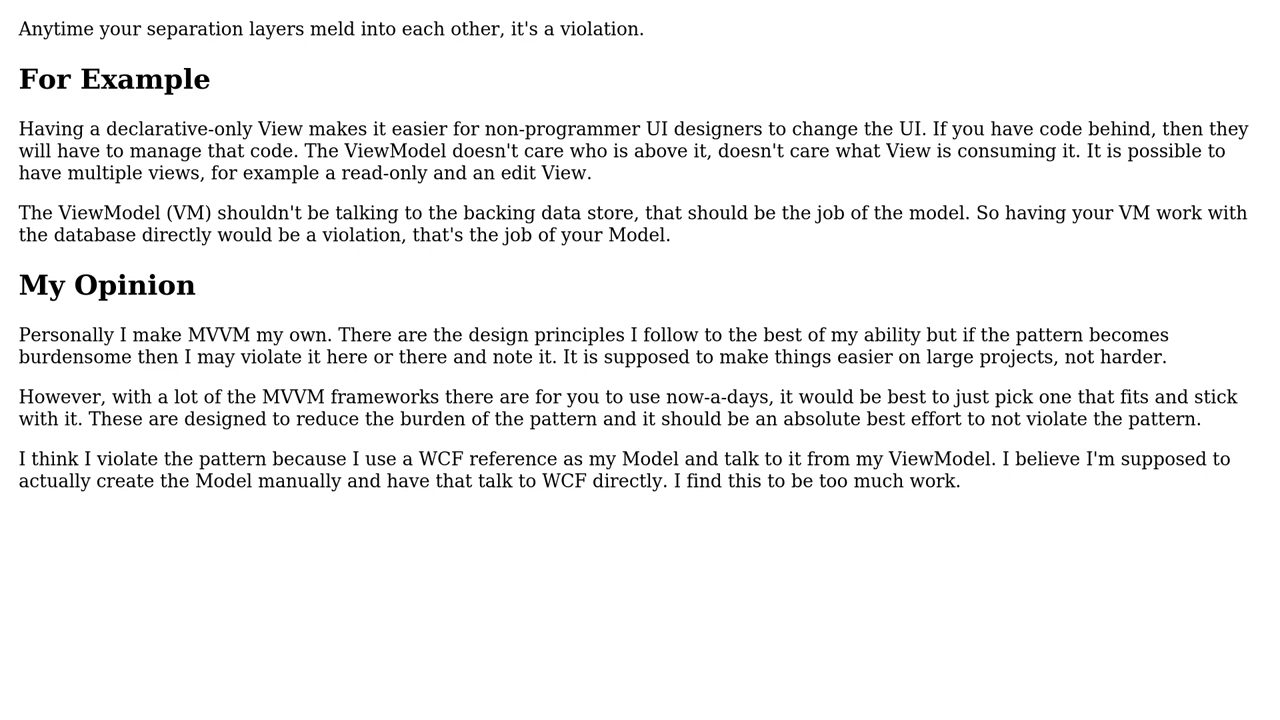 Anytime your separation layers meld into each other, it's a violation.
For Example
Having a declarative-only View makes it easier for non-programmer UI designers to change the UI. If you have code behind, then they
will have to manage that code. The ViewModel doesn't care who is above it, doesn't care what View is consuming it. It is possible to
have multiple views, for example a read-only and an edit View.
The ViewModel (VM) shouldn't be talking to the backing data store, that should be the job of the model. So having your VM work with
the database directly would be a violation, that's the job of your Model.
My Opinion
Personally I make MVVM my own. There are the design principles I follow to the best of my ability but if the pattern becomes
burdensome then I may violate it here or there and note it. It is supposed to make things easier on large projects, not harder.
However, with a lot of the MVVM frameworks there are for you to use now-a-days, it would be best to just pick one that fits and stick
with it. These are designed to reduce the burden of the pattern and it should be an absolute best effort to not violate the pattern.
I think I violate the pattern because I use a WCF reference as my Model and talk to it from my ViewModel. I believe I'm supposed to
actually create the Model manually and have that talk to WCF directly. I find this to be too much work.